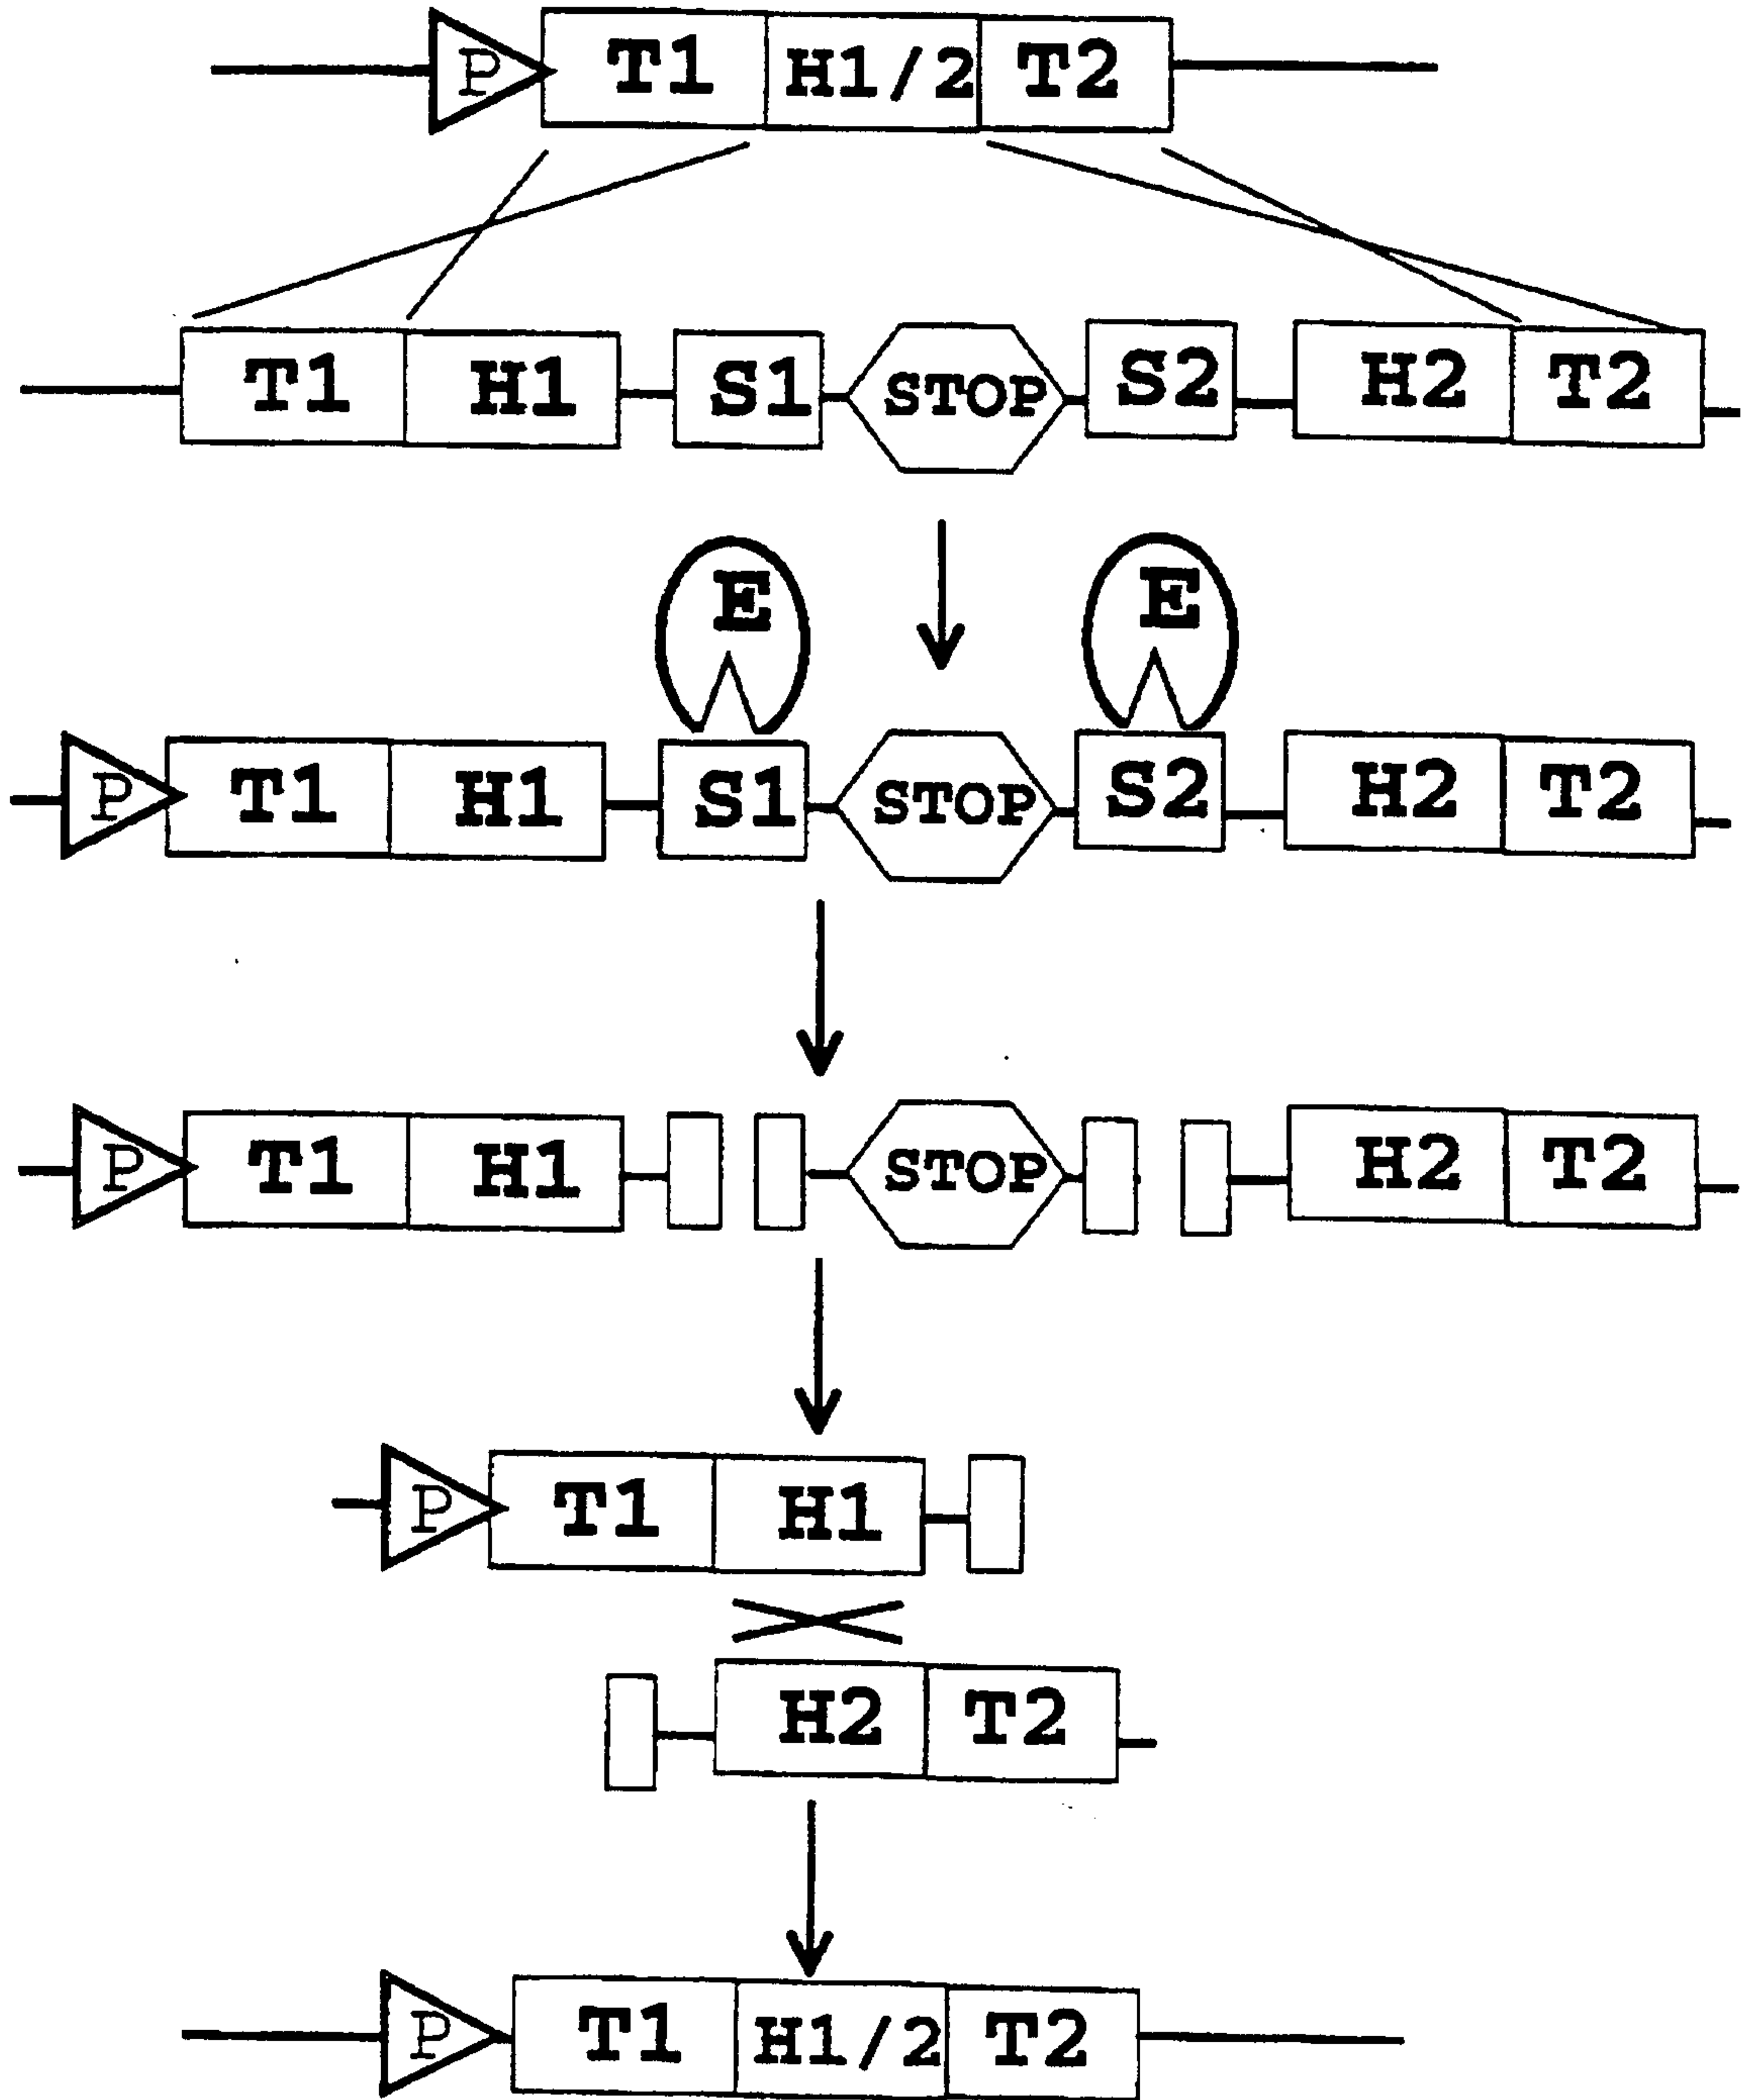 P T1 H1/2 T2
T1 H1 S1 STOP S2 H2 T2
E E
P T1 H1 S1 STOP S2 H2 T2
P T1 H1 STOP H2 T2
P T1 H1
H2 T2
P T1 H1/2 T2